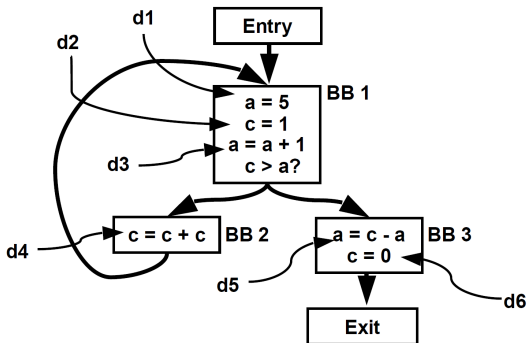 d1
Entry
d2
BB 1
a = 5
c = 1
a = a + 1
c > a?
d3
c = c + c
BB 2
a = c - a
c = 0
BB 3
d4
d5
d6
Exit